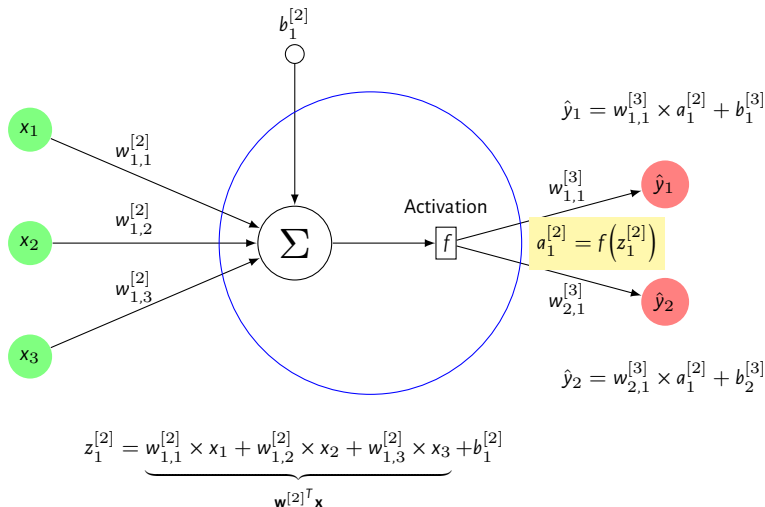 b_1^{[2]}
ŷ_1 = w_{1,1}^{[3]} × a_1^{[2]} + b_1^{[3]}
x_1
w_{1,1}^{[2]}
w_{1,1}^{[3]}
ŷ_1
Activation
x_2
w_{1,2}^{[2]}
∑
f
a_1^{[2]} = f(z_1^{[2]})
w_{1,3}^{[2]}
w_{2,1}^{[3]}
ŷ_2
x_3
ŷ_2 = w_{2,1}^{[3]} × a_1^{[2]} + b_2^{[3]}
z_1^{[2]} = w_{1,1}^{[2]} × x_1 + w_{1,2}^{[2]} × x_2 + w_{1,3}^{[2]} × x_3 + b_1^{[2]}
w^{[2]^T} x